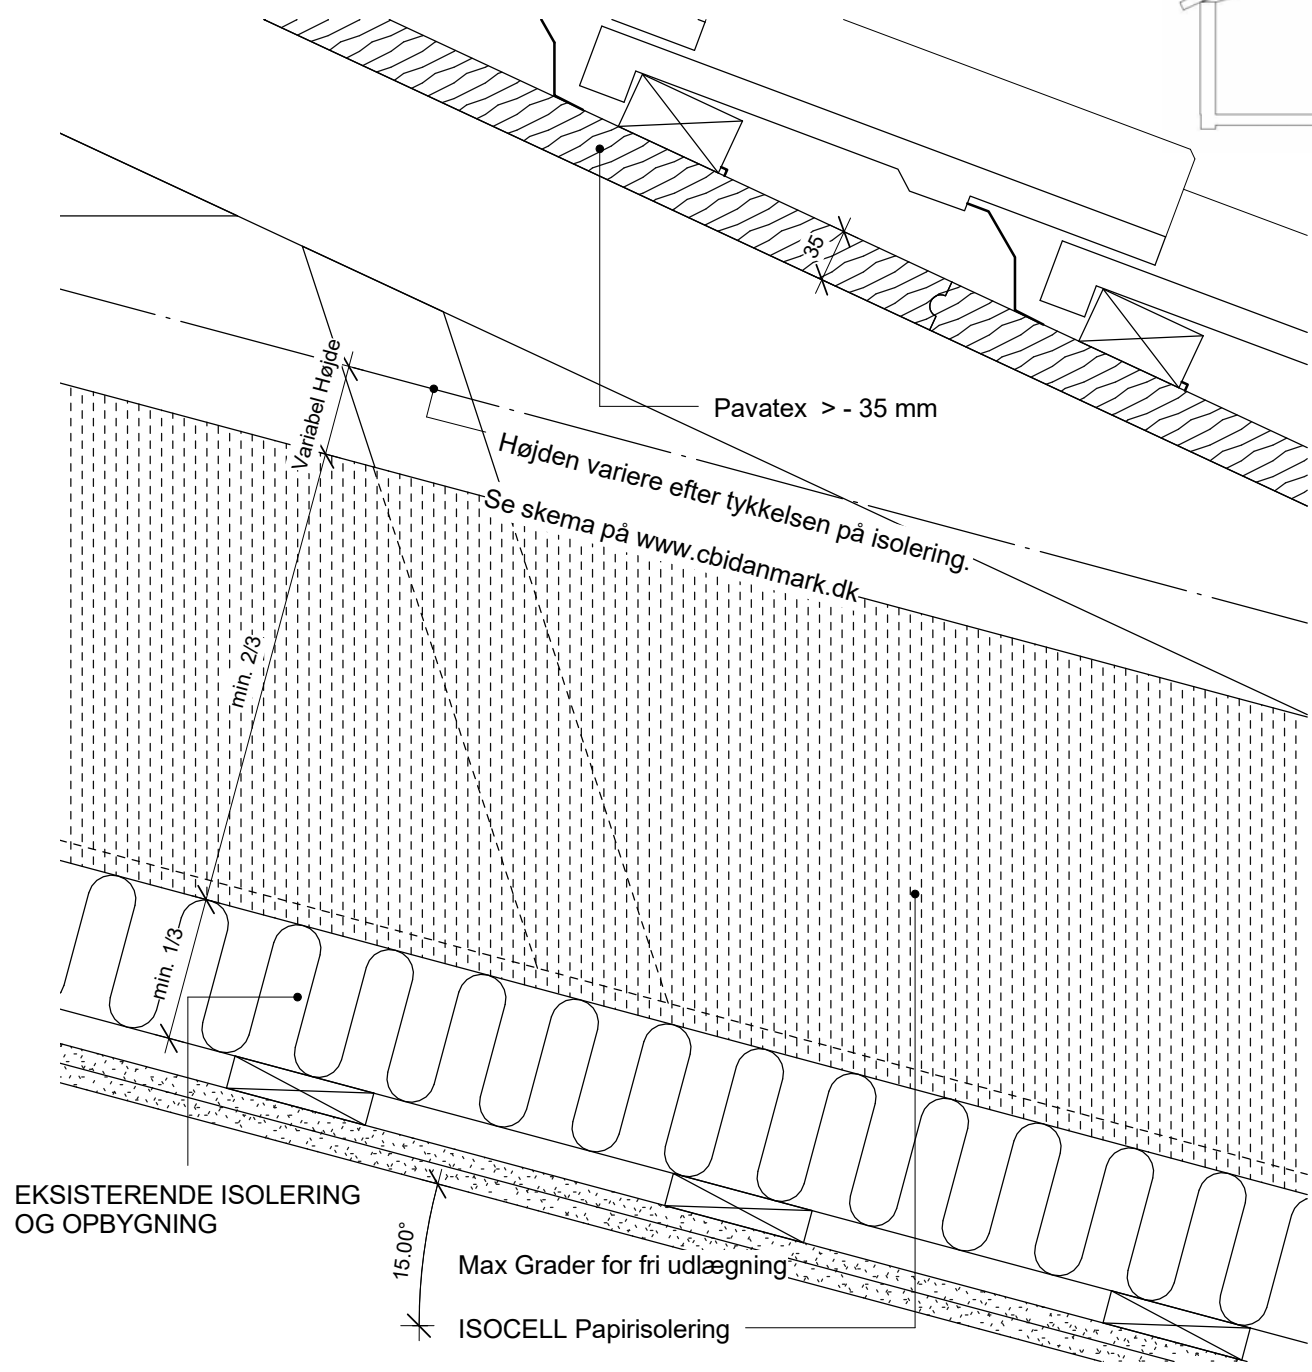 35
Variabel Højde
Pavatex > - 35 mm
Højden variere efter tykkelsen på isolering.
Se skema på www.cbidanmark.dk
min. 2/3
min. 1/3
EKSISTERENDE ISOLERING
OG OPBYGNING
15.00°
Max Grader for fri udlægning
ISOCELL Papirisolering